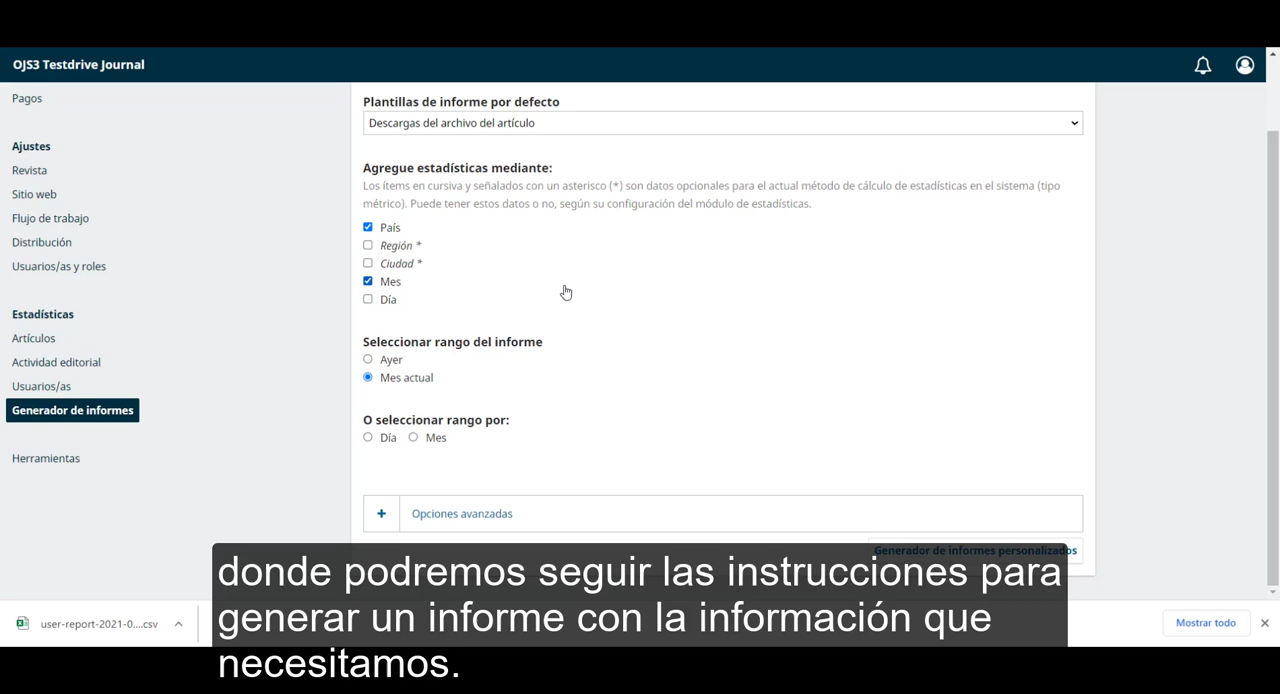 OJS3 Testdrive Journal
Pagos
Ajustes
Revista
Sitio web
Flujo de trabajo
Distribución
Usuarios/as y roles
Estadísticas
Artículos
Actividad editorial
Usuarios/as
Generador de informes
Herramientas
Plantillas de informe por defecto
Descargas del archivo del artículo
Agregue estadísticas mediante:
Los ítems en cursiva y señalados con un asterisco (*) son datos opcionales para el actual método de cálculo de estadísticas en el sistema (tipo
métrico). Puede tener estos datos o no, según su configuración del módulo de estadísticas.
País
Región *
Ciudad *
Mes
Día
Seleccionar rango del informe
Ayer
Mes actual
O seleccionar rango por:
Día Mes
+ Opciones avanzadas
Generador de informes personalizados
donde podremos seguir las instrucciones para
generar un informe con la información que
necesitamos.
user-report-2021-0....csv
Mostrar todo